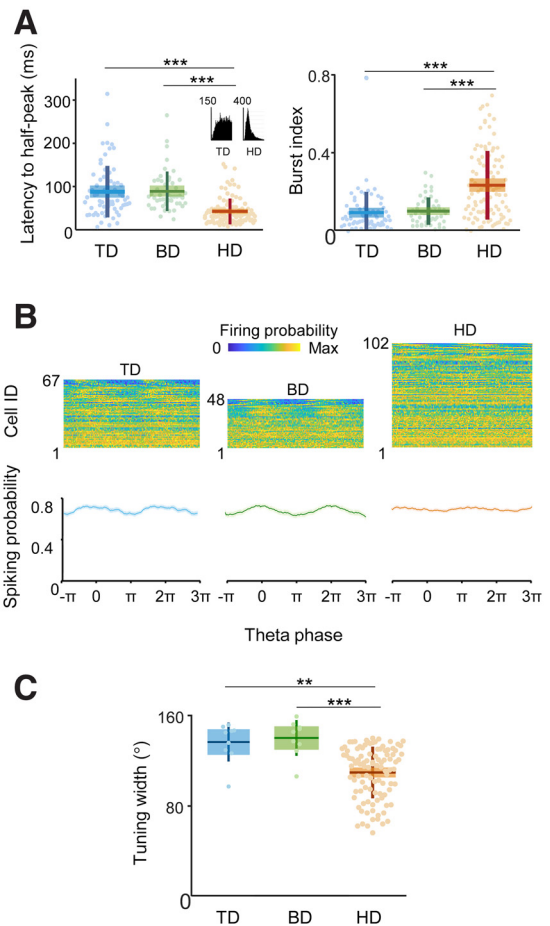 A
Latency to half-peak (ms)
300
200
100
0
***
***
150
400
TD
HD
TD
BD
HD
Burst index
0.8
0.4
0
***
***
TD
BD
HD
B
Firing probability
0
Max
Cell ID
67
1
TD
48
1
BD
102
1
HD
Spiking probability
0.8
0.4
0
-π 0 π 2π 3π
-π 0 π 2π 3π
-π 0 π 2π 3π
Theta phase
C
Tuning width (°)
160
80
0
**
***
TD
BD
HD